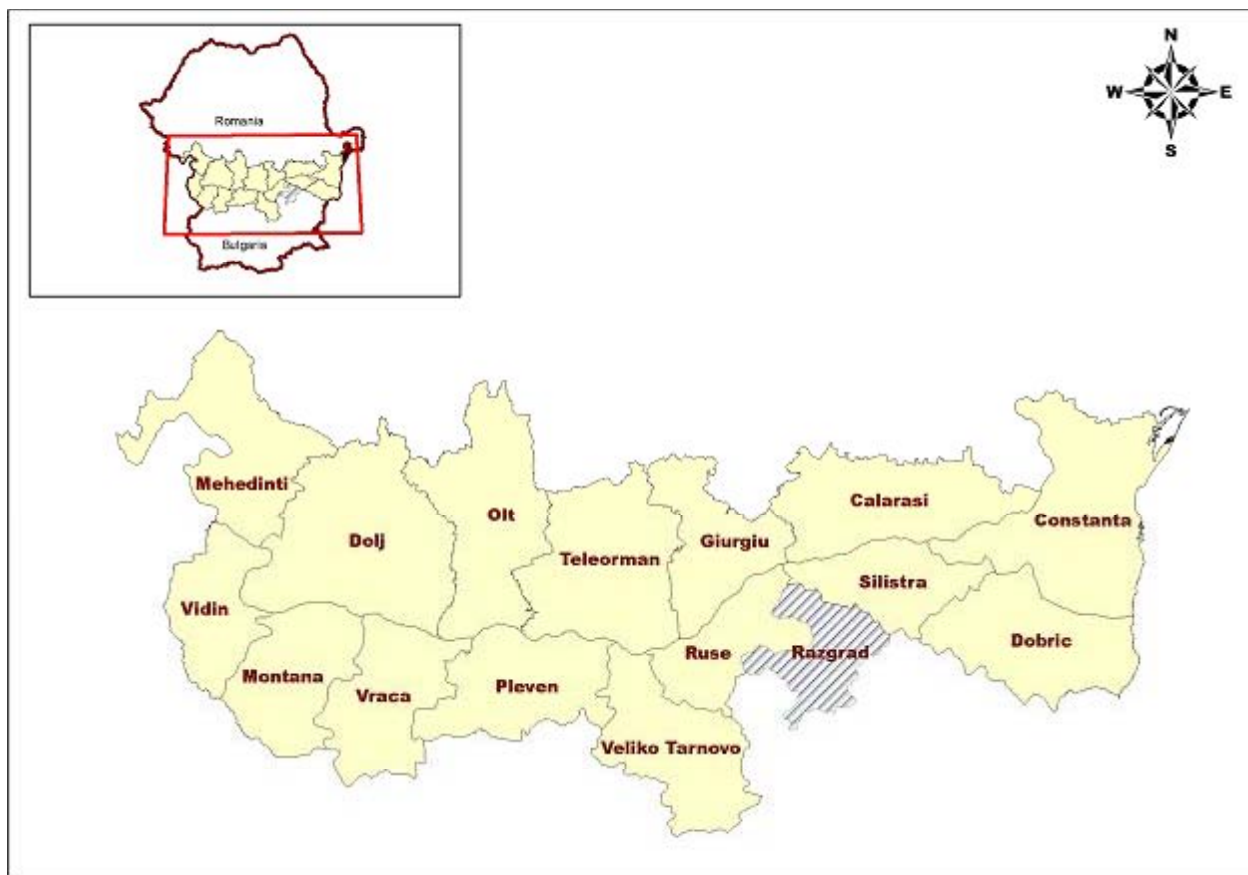 N
W E
S
Romania
Bulgaria
Mehedinti
Dolj
Olt
Teleorman
Giurgiu
Calarasi
Constanta
Vidin
Montana
Vraca
Pleven
Veliko Tarnovo
Ruse
Razgrad
Silistra
Dobric